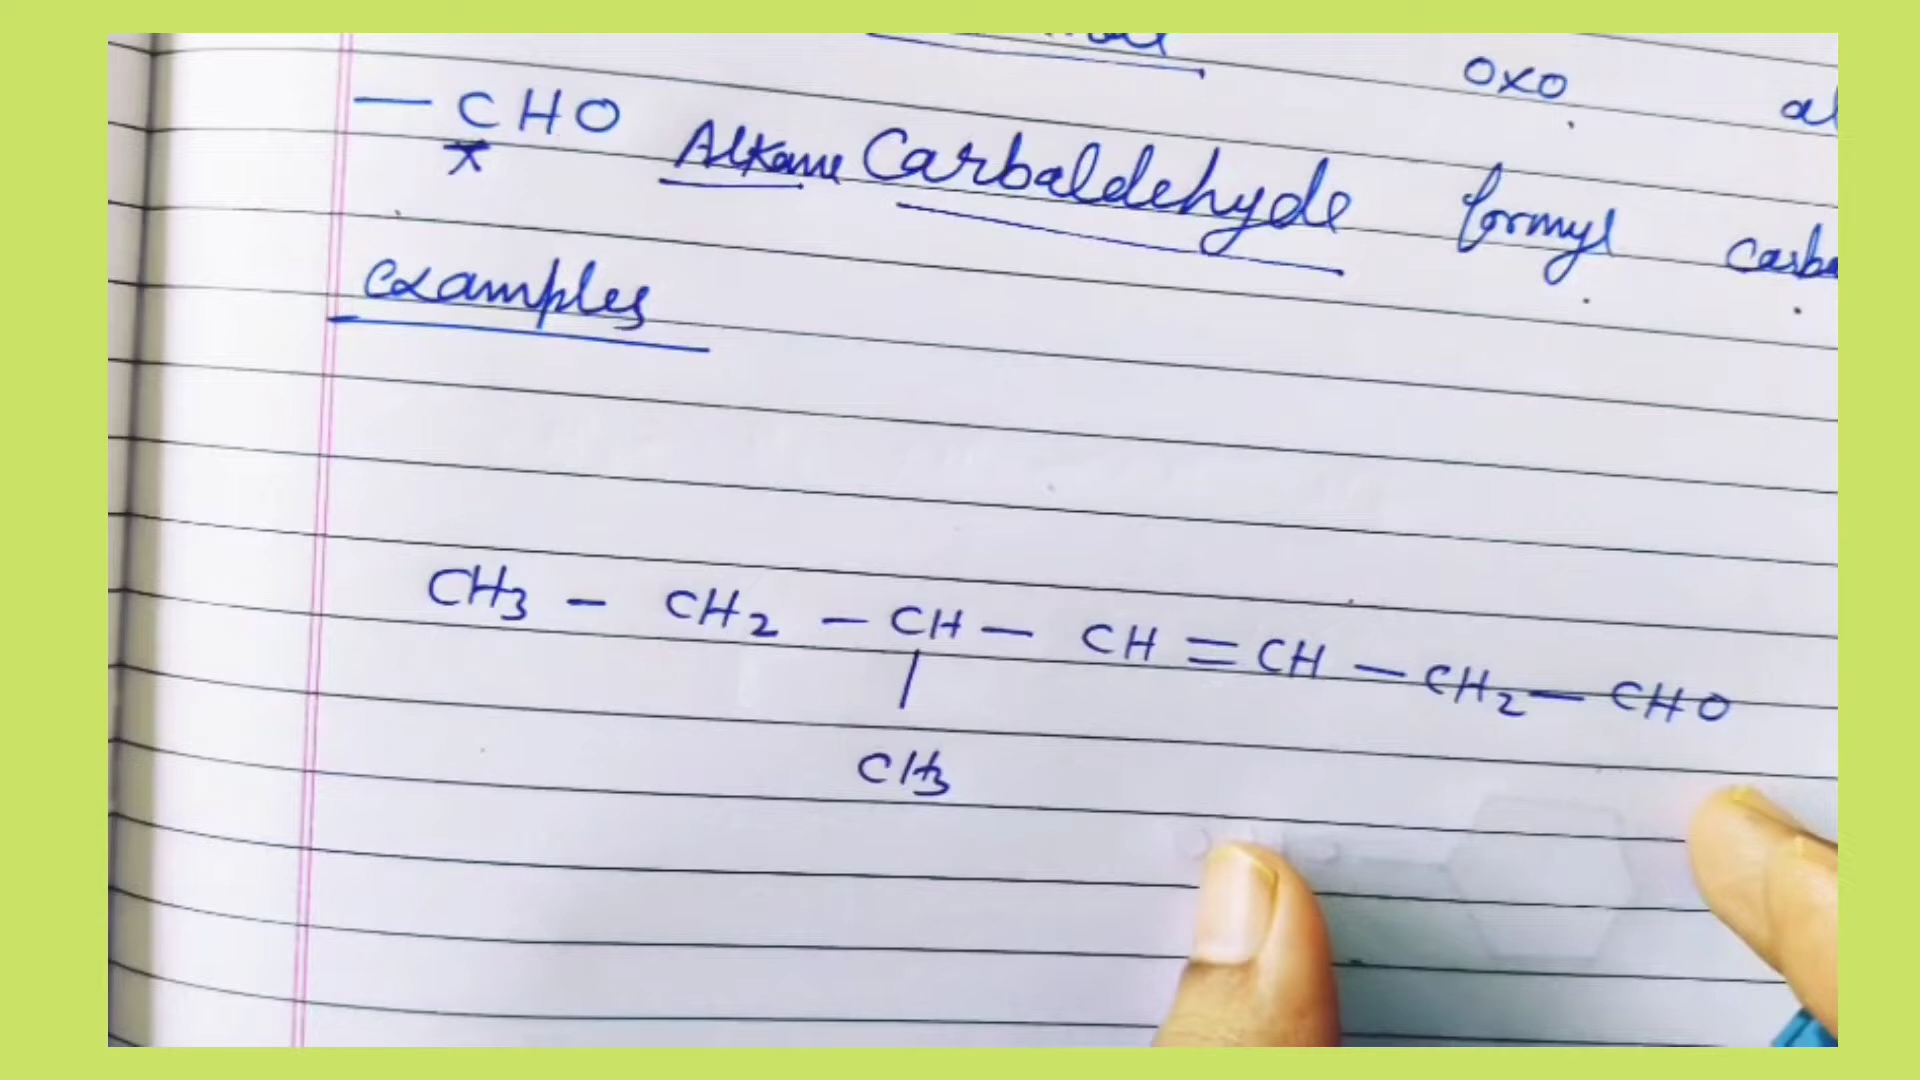 oxo
— CHO Alkane Carbaldehyde formyl
x
examples
CH3 — CH2 — CH — CH = CH — CH2 — CHO
|
CH3